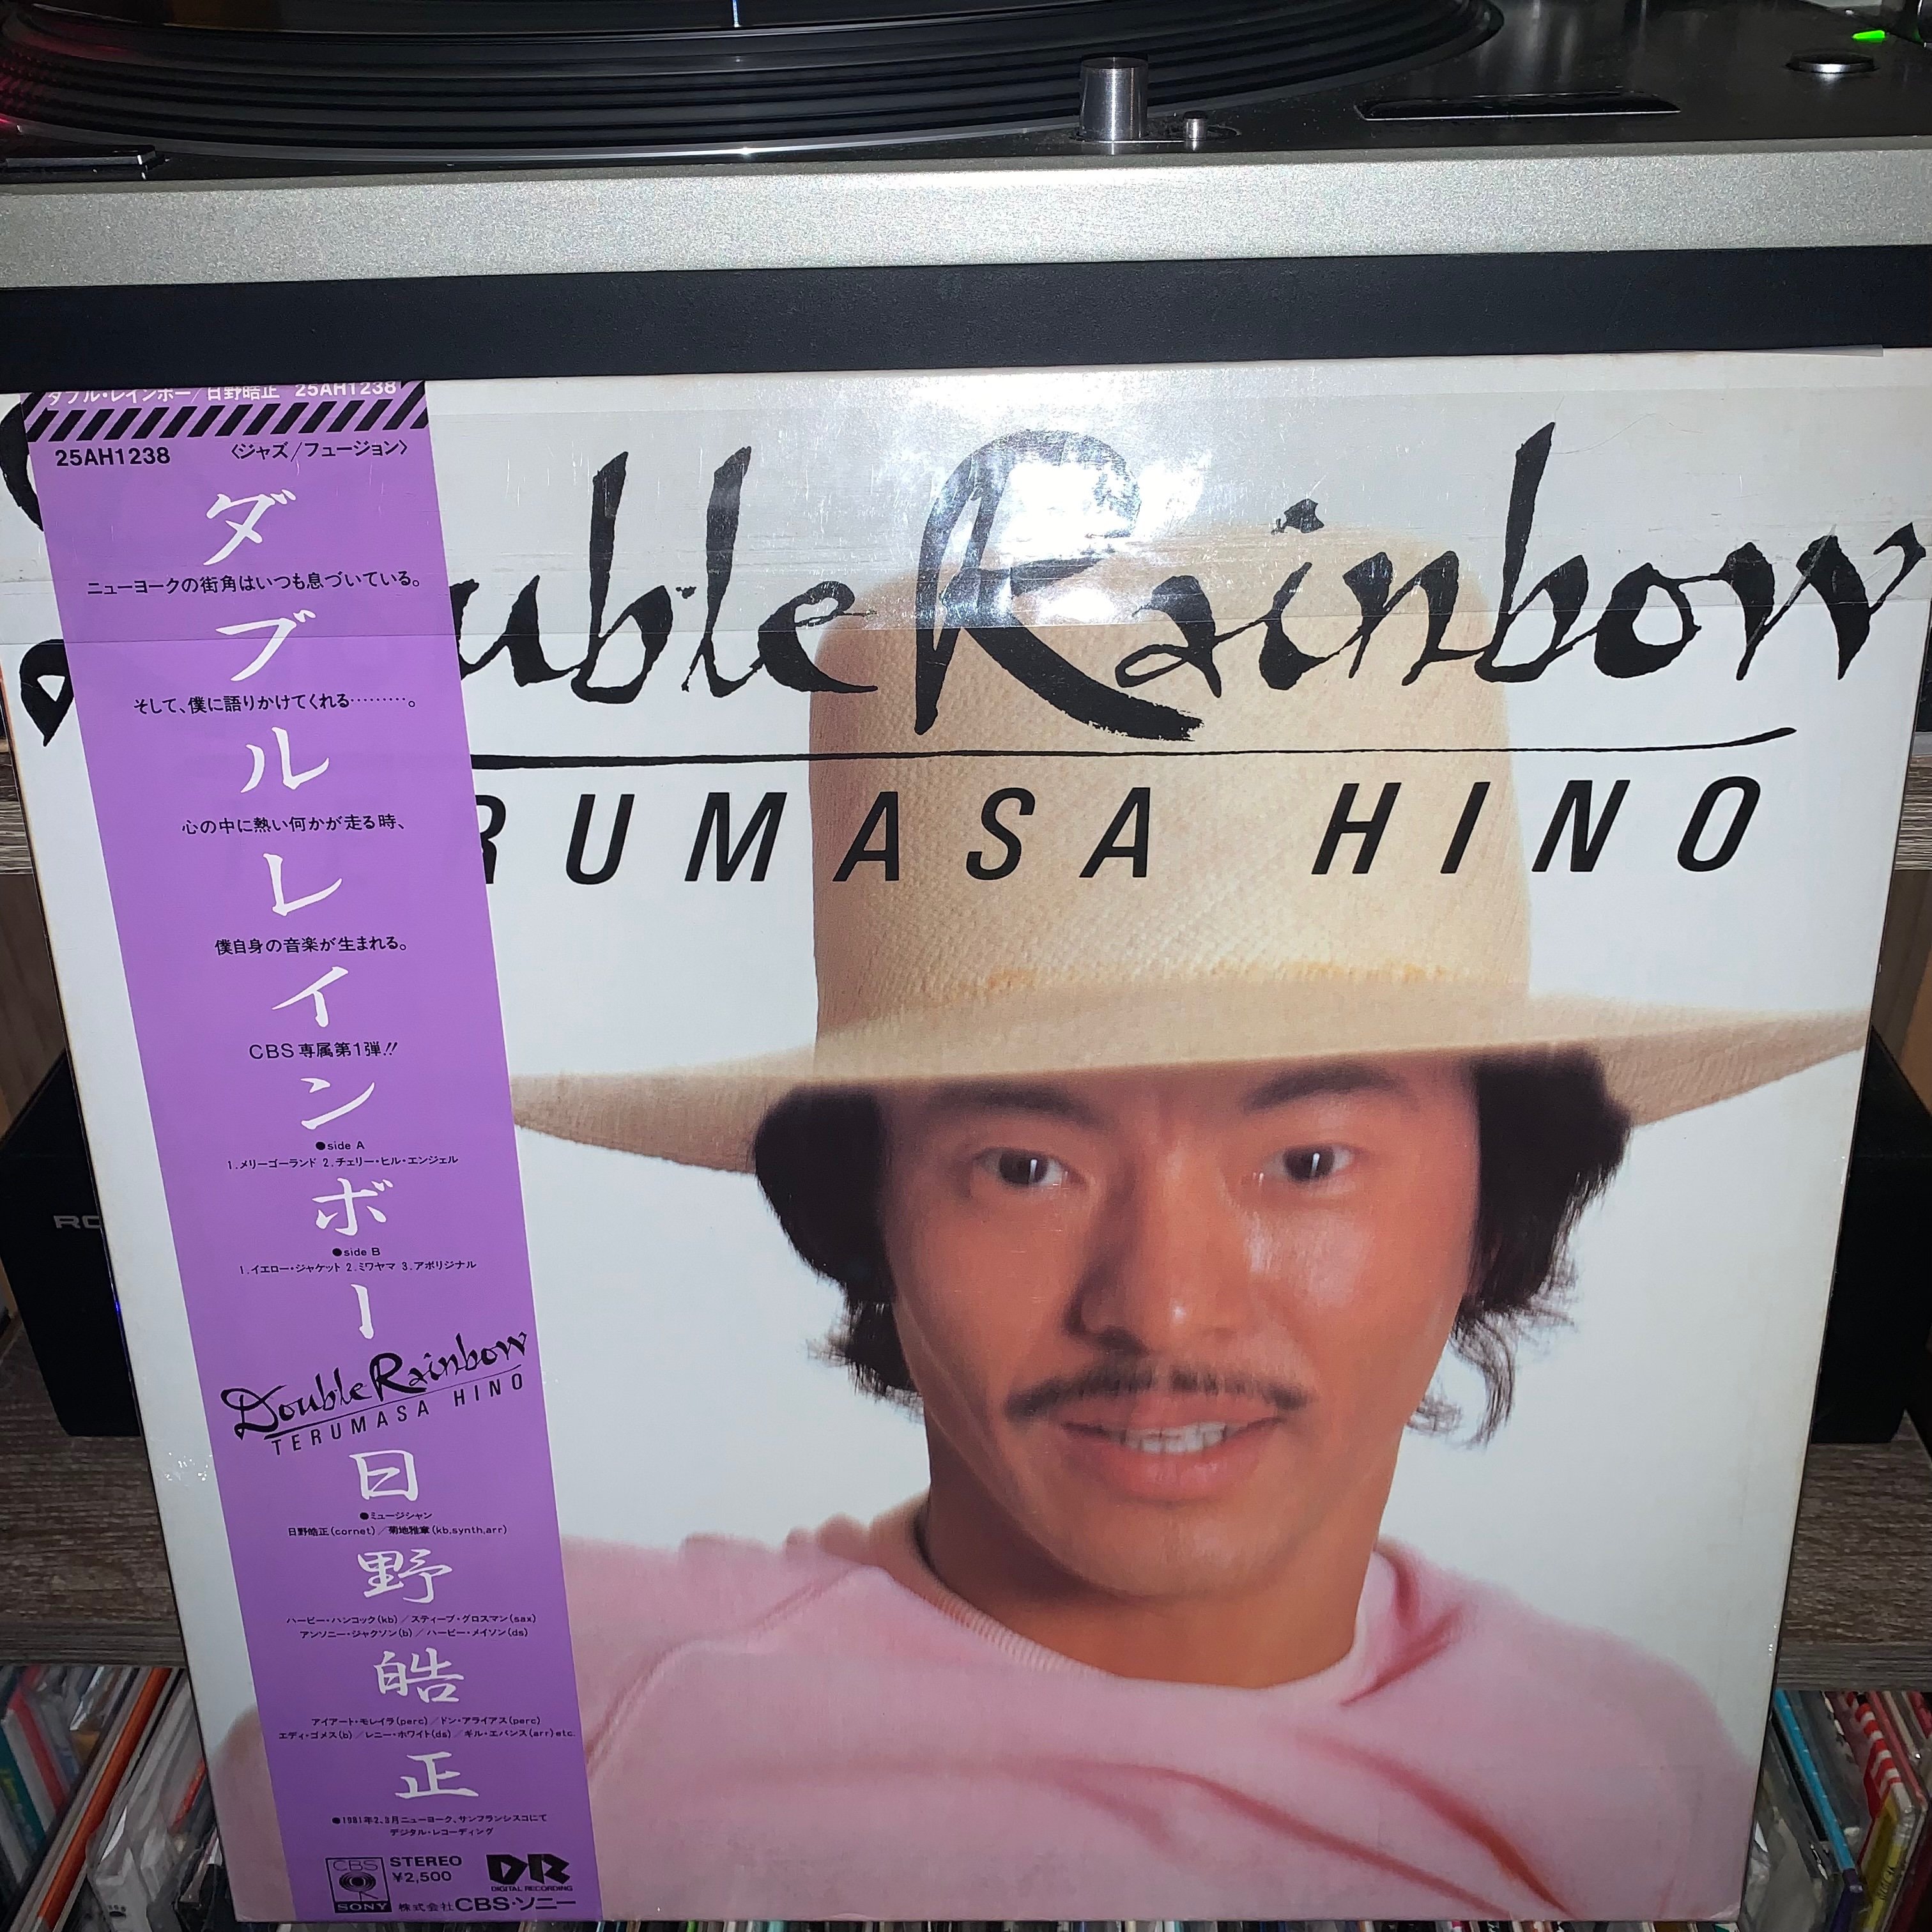 ダブル・レインボー/日野皓正 25AH1238
25AH1238 〈ジャズ/フュージョン〉
ダブルレインボー
ニューヨークの街角はいつも息づいている。
そして、僕に語りかけてくれる………。
心の中に熱い何かが走る時、
僕自身の音楽が生まれる。
CBS専属第1弾!!
●side A
1.メリーゴーランド 2.チェリー・ヒル・エンジェル
●side B
1.イエロー・ジャケット 2.ミワヤマ 3.アボリジナル
Double Rainbow
TERUMASA HINO
日野皓正
●ミュージシャン
日野皓正(cornet)/菊地雅章(kb,synth,arr)
ハービー・ハンコック(kb)/スティーブ・グロスマン(sax)
アンソニー・ジャクソン(b)/ハービー・メイソン(ds)
アイアート・モレイラ(perc)/ドン・アライアス(perc)
エディ・ゴメス(b)/レニー・ホワイト(ds)/ギル・エバンス(arr)etc.
●1981年2、3月ニューヨーク、サンフランシスコにて
デジタル・レコーディング
CBS
SONY
STEREO
¥2,500
DR
DIGITAL RECORDING
株式会社CBS・ソニー
uble Rainbow
RUMASA HINO